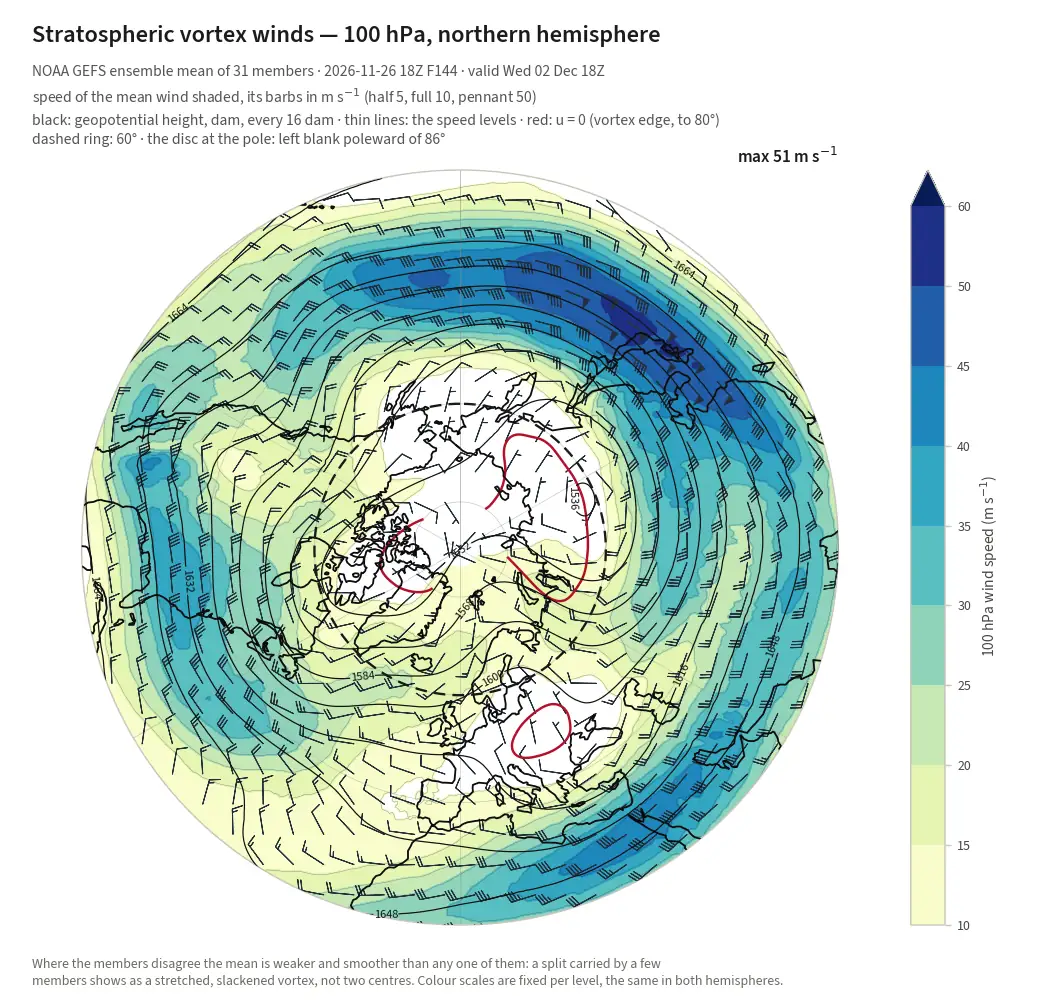 Stratospheric vortex winds — 100 hPa, northern hemisphere
NOAA GEFS ensemble mean of 31 members · 2026-11-26 18Z F144 · valid Wed 02 Dec 18Z
speed of the mean wind shaded, its barbs in m s⁻¹ (half 5, full 10, pennant 50)
black: geopotential height, dam, every 16 dam · thin lines: the speed levels · red: u = 0 (vortex edge, to 80°)
dashed ring: 60° · the disc at the pole: left blank poleward of 86°
max 51 m s⁻¹
60
50
45
40
35
30
25
20
15
10
100 hPa wind speed (m s⁻¹)
1664
1664
1536
1552
1568
1632
1584
1600
1616
1648
1648
Where the members disagree the mean is weaker and smoother than any one of them: a split carried by a few
members shows as a stretched, slackened vortex, not two centres. Colour scales are fixed per level, the same in both hemispheres.